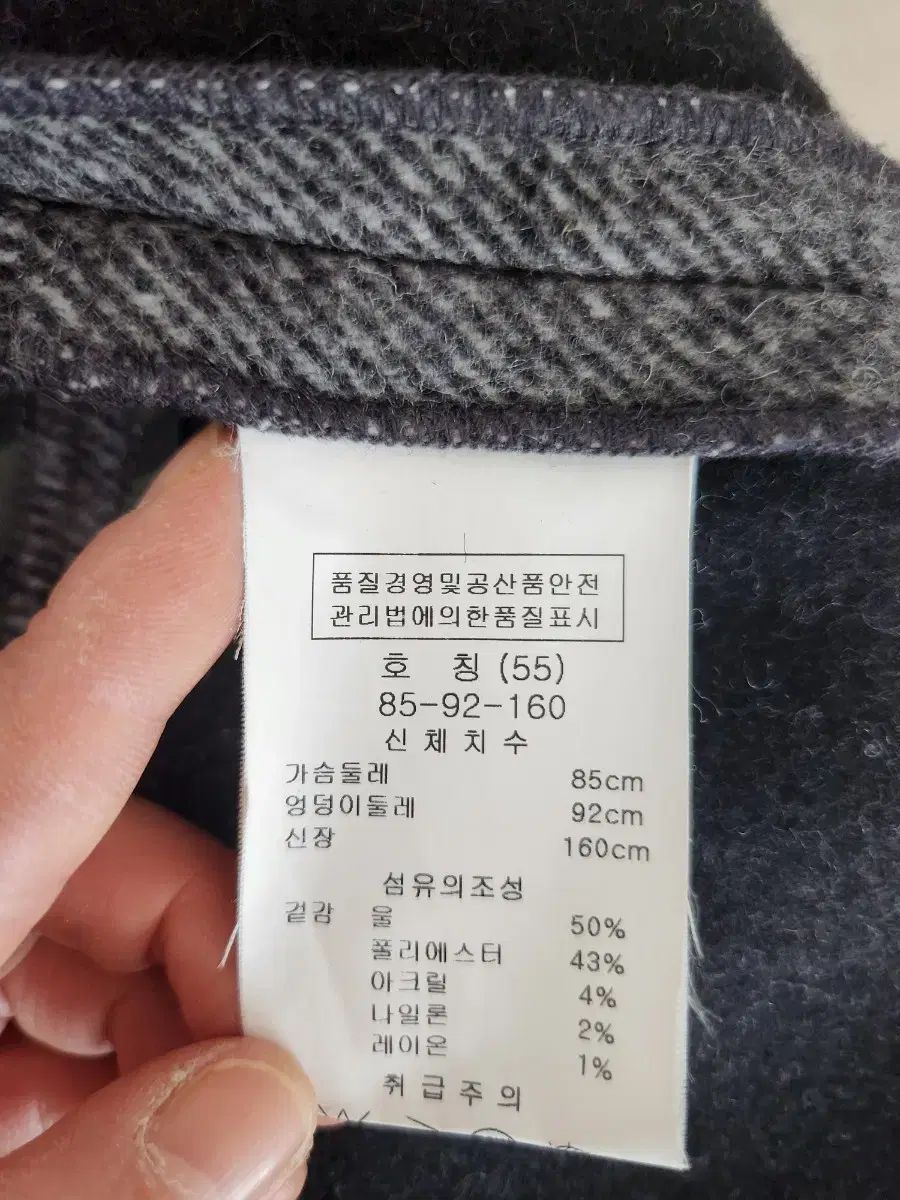 품질경영및공산품안전
관리법에의한품질표시
호 칭 (55)
85-92-160
신체치수
가슴둘레 85cm
엉덩이둘레 92cm
신장 160cm
섬유의조성
겉감 울 50%
폴리에스터 43%
아크릴 4%
나일론 2%
레이온 1%
취급주의